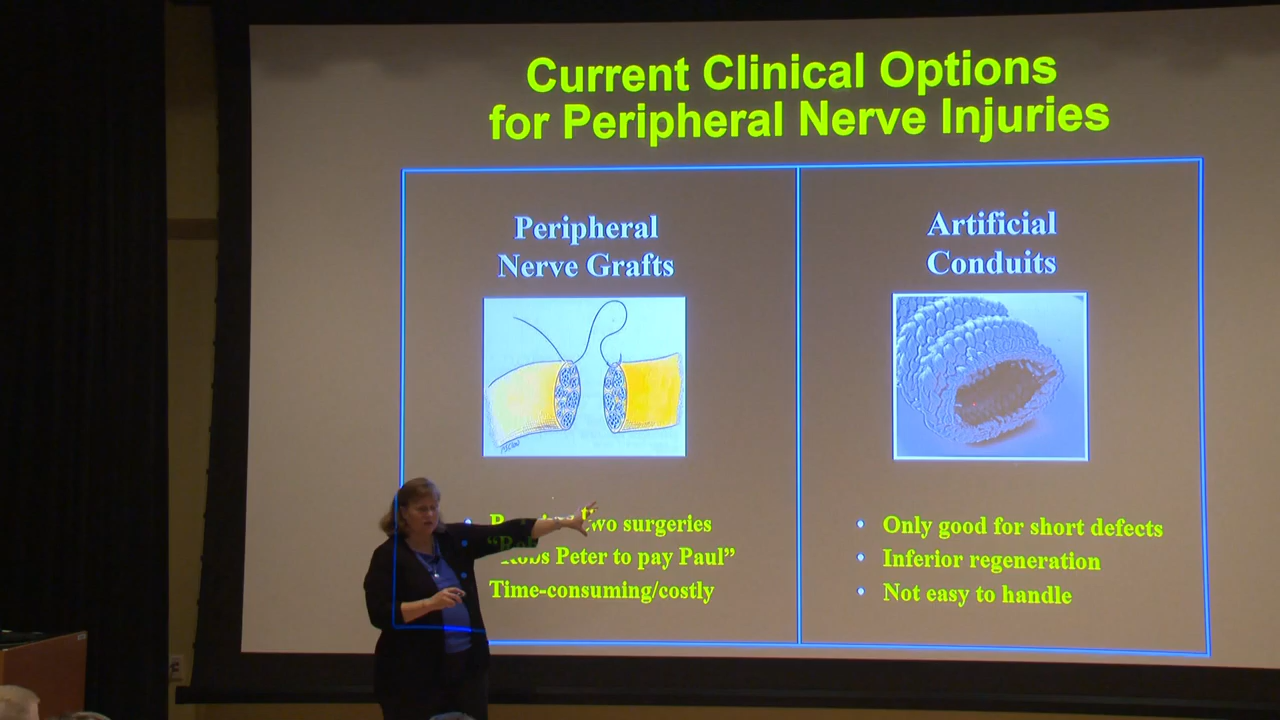 Current Clinical Options
for Peripheral Nerve Injuries
Peripheral
Nerve Grafts
Artificial
Conduits
two surgeries
Peter to pay Paul”
Time-consuming/costly
• Only good for short defects
• Inferior regeneration
• Not easy to handle